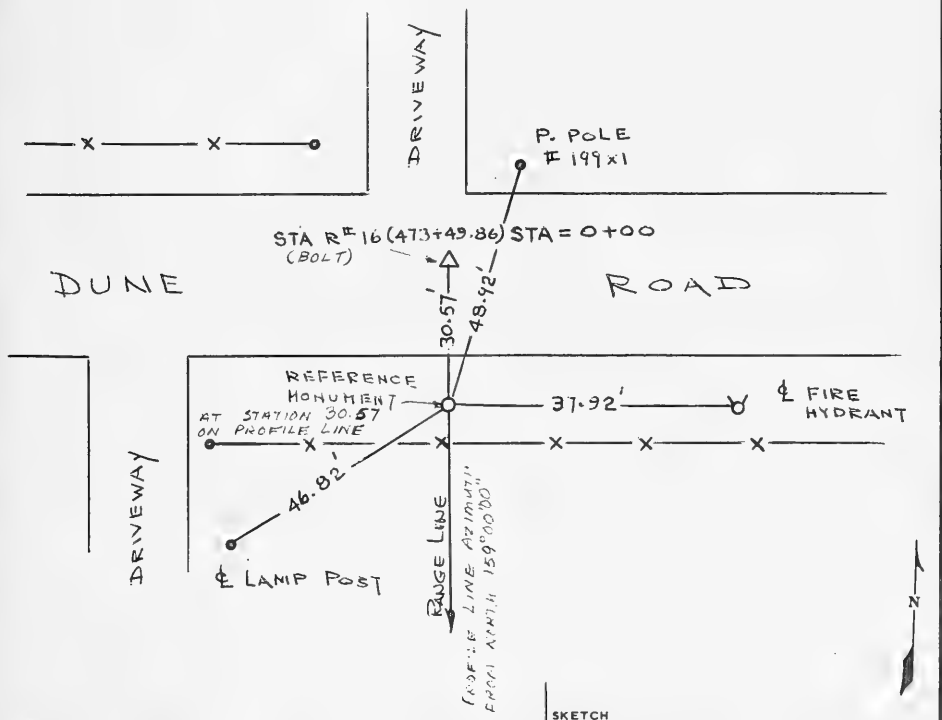 DRIVEWAY
P. POLE
# 199x1
STA R# 16 (473+49.86) STA = 0+00
(BOLT)
DUNE ROAD
30.57'
48.92'
REFERENCE
MONUMENT
37.92'
℄ FIRE
HYDRANT
AT STATION 30.57
ON PROFILE LINE
46.82'
DRIVEWAY
℄ LAMP POST
RANGE LINE
PROFILE LINE AZIMUTH
FROM NORTH 159°00'00"
N
SKETCH